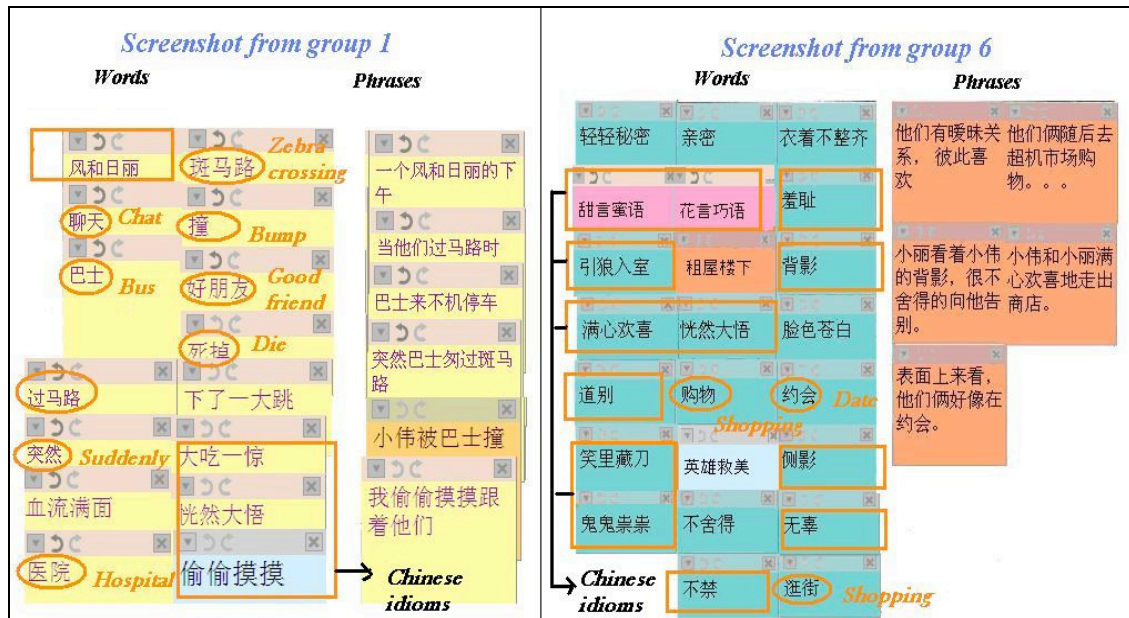 Screenshot from group 1
Words
Phrases
风和日丽
斑马路
Zebra
crossing
聊天
Chat
撞
Bump
巴士
Bus
好朋友
Good
friend
死掉
Die
过马路
下了一大跳
突然
Suddenly
大吃一惊
血流满面
恍然大悟
医院
Hospital
偷偷摸摸
一个风和日丽的下
午
当他们过马路时
巴士来不机停车
突然巴士匆过斑马
路
小伟被巴士撞
我偷偷摸摸跟
着他们
Chinese
idioms
Screenshot from group 6
Words
Phrases
轻轻秘密
亲密
衣着不整齐
甜言蜜语
花言巧语
羞耻
引狼入室
租屋楼下
背影
满心欢喜
恍然大悟
脸色苍白
道别
购物
约会
Date
Shopping
笑里藏刀
英雄救美
侧影
鬼鬼祟祟
不舍得
无辜
Chinese
idioms
不禁
逛街
Shopping
他们有暧昧关
系， 彼此喜
欢
他们俩随后去
超机市场购
物。。。
小丽看着小伟
的背影，很不
舍得的向他告
别。
小伟和小丽满
心欢喜地走出
商店。
表面上来看，
他们俩好像在
约会。